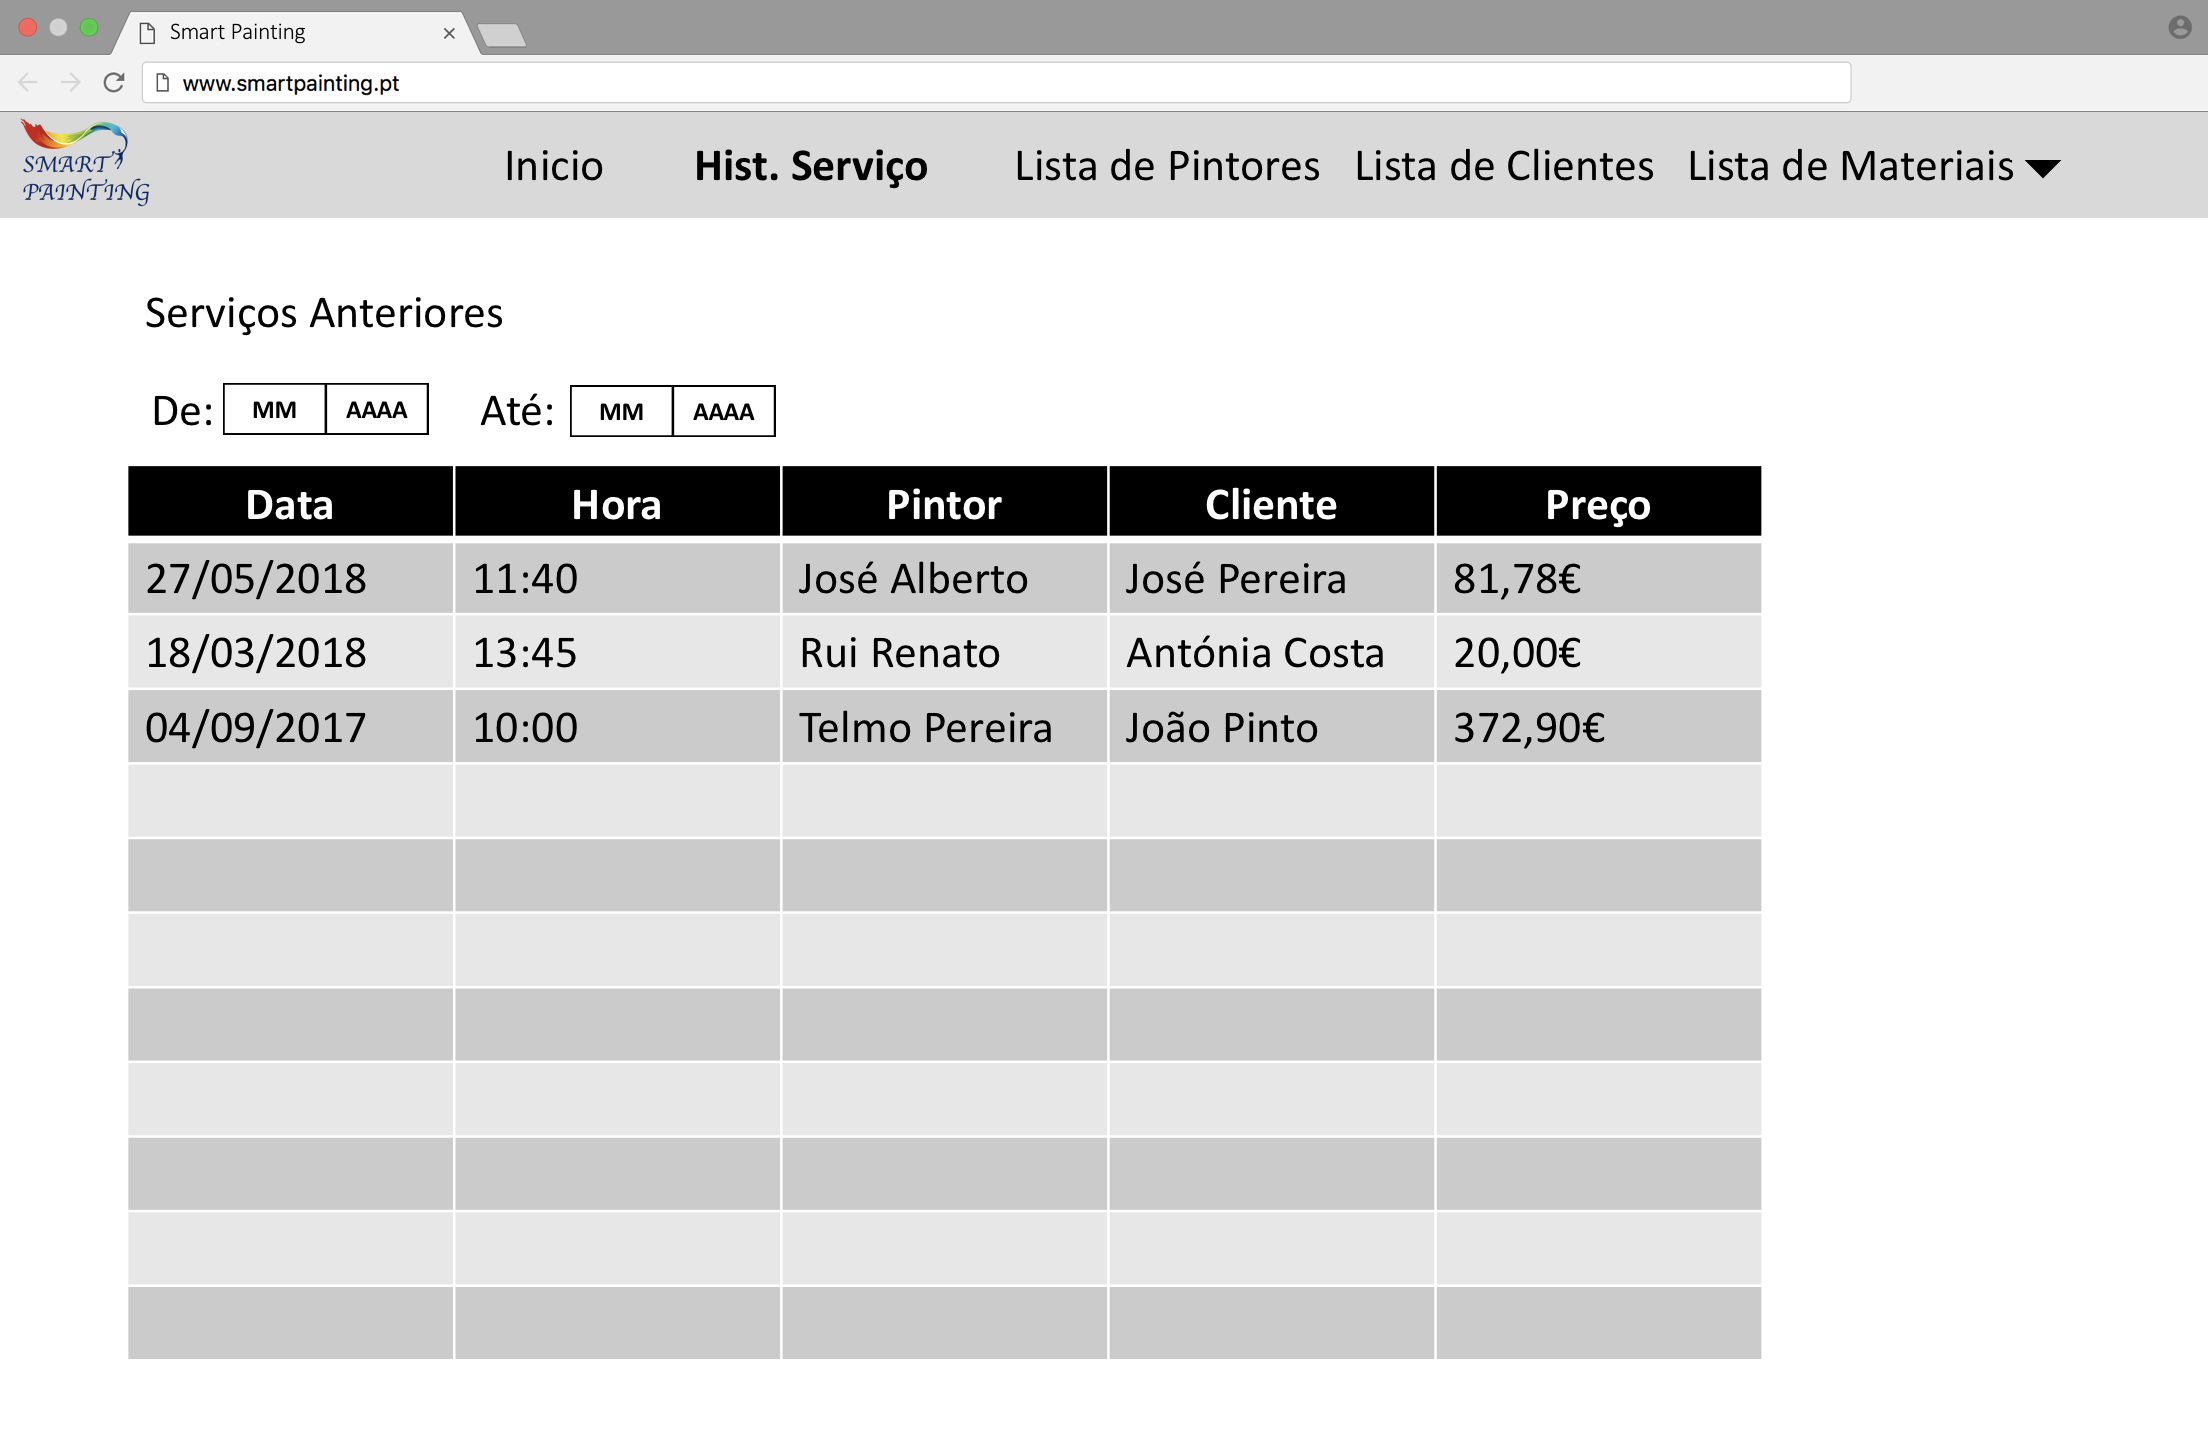 Smart Painting
www.smartpainting.pt
SMART
PAINTING
Inicio Hist. Serviço Lista de Pintores Lista de Clientes Lista de Materiais
Serviços Anteriores
De: MM AAAA Até: MM AAAA
Data Hora Pintor Cliente Preço
27/05/2018 11:40 José Alberto José Pereira 81,78€
18/03/2018 13:45 Rui Renato Antónia Costa 20,00€
04/09/2017 10:00 Telmo Pereira João Pinto 372,90€